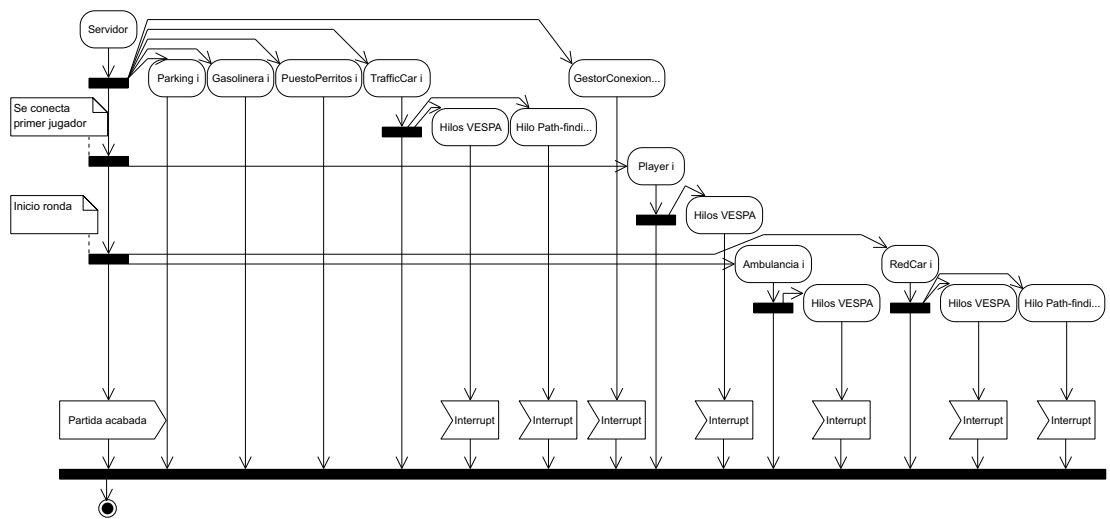 Servidor
Parking i
Gasolinera i
PuestoPerritos i
TrafficCar i
GestorConexion...
Se conecta
primer jugador
Hilos VESPA
Hilo Path-findi...
Player i
Inicio ronda
Hilos VESPA
Ambulancia i
RedCar i
Hilos VESPA
Hilos VESPA
Hilo Path-findi...
Partida acabada
Interrupt
Interrupt
Interrupt
Interrupt
Interrupt
Interrupt
Interrupt